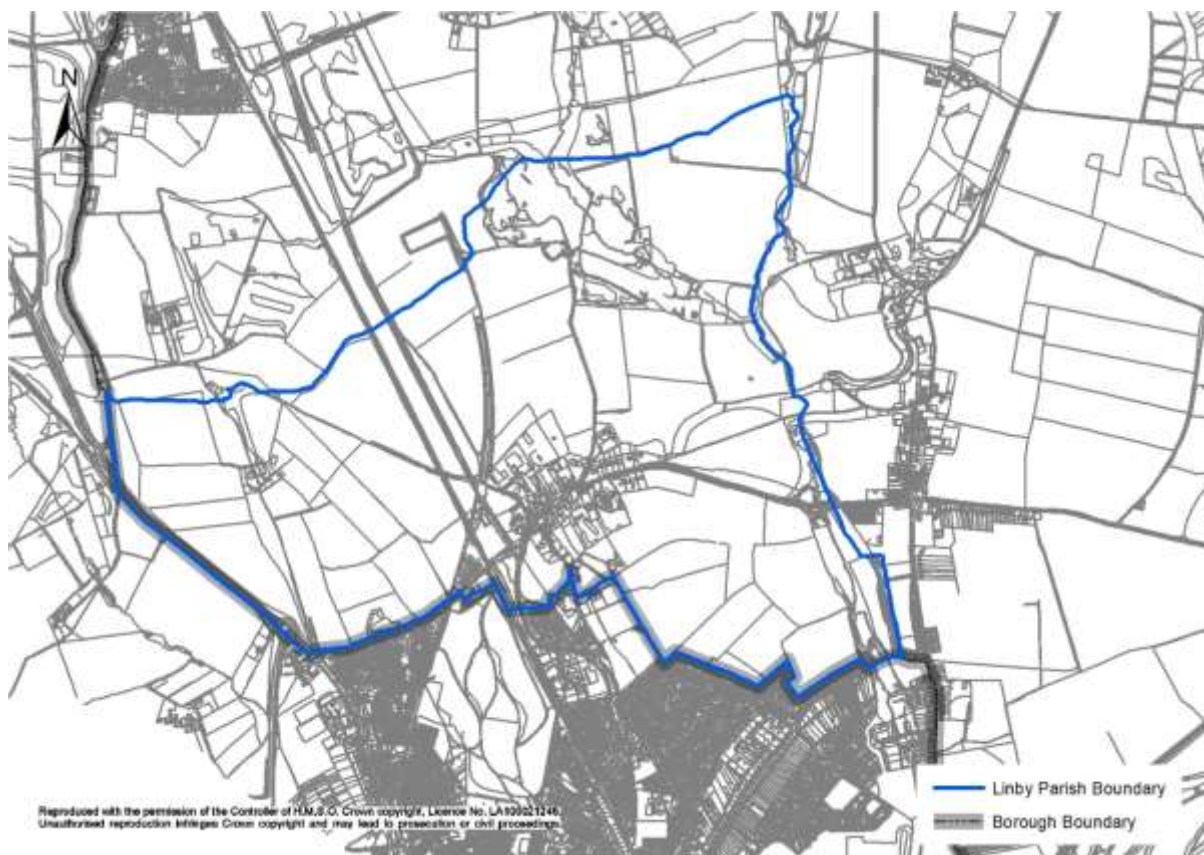 N
Linby Parish Boundary
Borough Boundary
Reproduced with the permission of the Controller of H.M.S.O. Crown copyright, Licence No. LA100021248.
Unauthorised reproduction infringes Crown copyright and may lead to prosecution or civil proceedings.